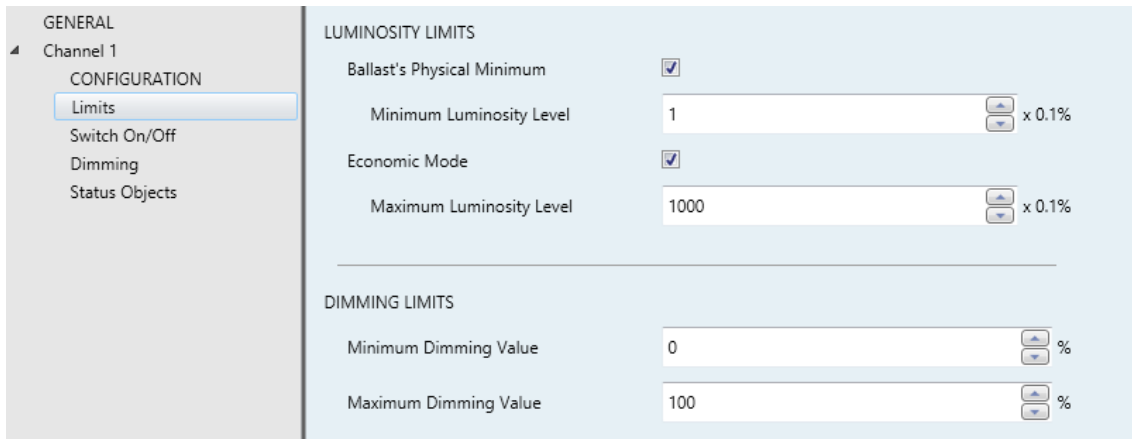 GENERAL
Channel 1
CONFIGURATION
Limits
Switch On/Off
Dimming
Status Objects
LUMINOSITY LIMITS
Ballast's Physical Minimum
Minimum Luminosity Level 1 x 0.1%
Economic Mode
Maximum Luminosity Level 1000 x 0.1%
DIMMING LIMITS
Minimum Dimming Value 0 %
Maximum Dimming Value 100 %